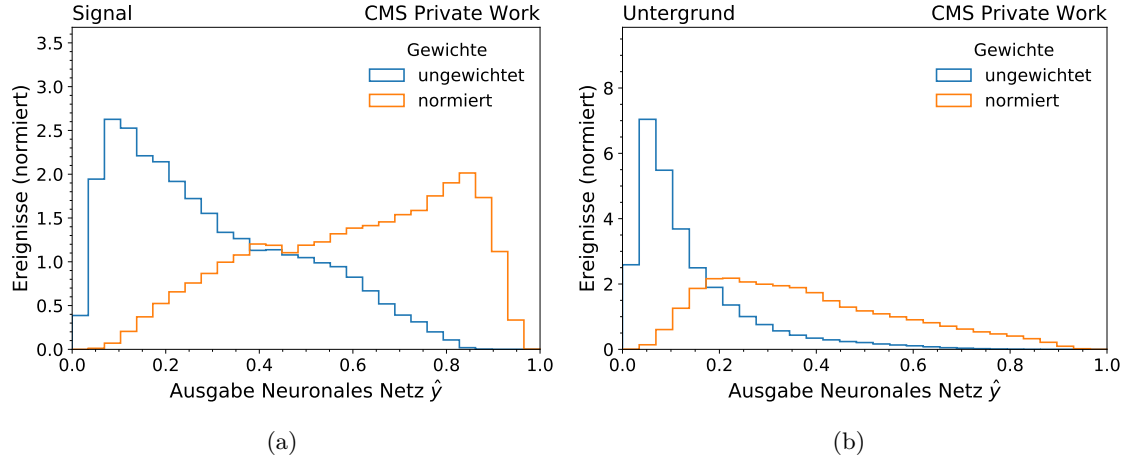 Signal CMS Private Work
Gewichte
ungewichtet
normiert
Ereignisse (normiert)
3.5
3.0
2.5
2.0
1.5
1.0
0.5
0.0
0.0 0.2 0.4 0.6 0.8 1.0
Ausgabe Neuronales Netz ŷ
(a)
Untergrund CMS Private Work
Gewichte
ungewichtet
normiert
Ereignisse (normiert)
8
6
4
2
0
0.0 0.2 0.4 0.6 0.8 1.0
Ausgabe Neuronales Netz ŷ
(b)